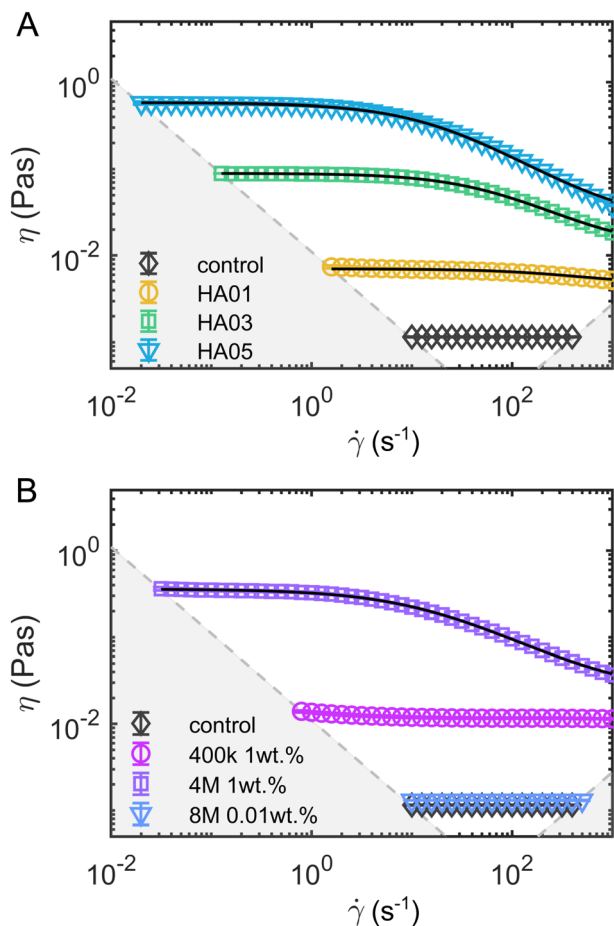 A
10^0
η (Pas)
10^-2
control
HA01
HA03
HA05
10^-2
10^0
10^2
γ̇ (s^-1)
B
10^0
η (Pas)
10^-2
control
400k 1wt.%
4M 1wt.%
8M 0.01wt.%
10^-2
10^0
10^2
γ̇ (s^-1)